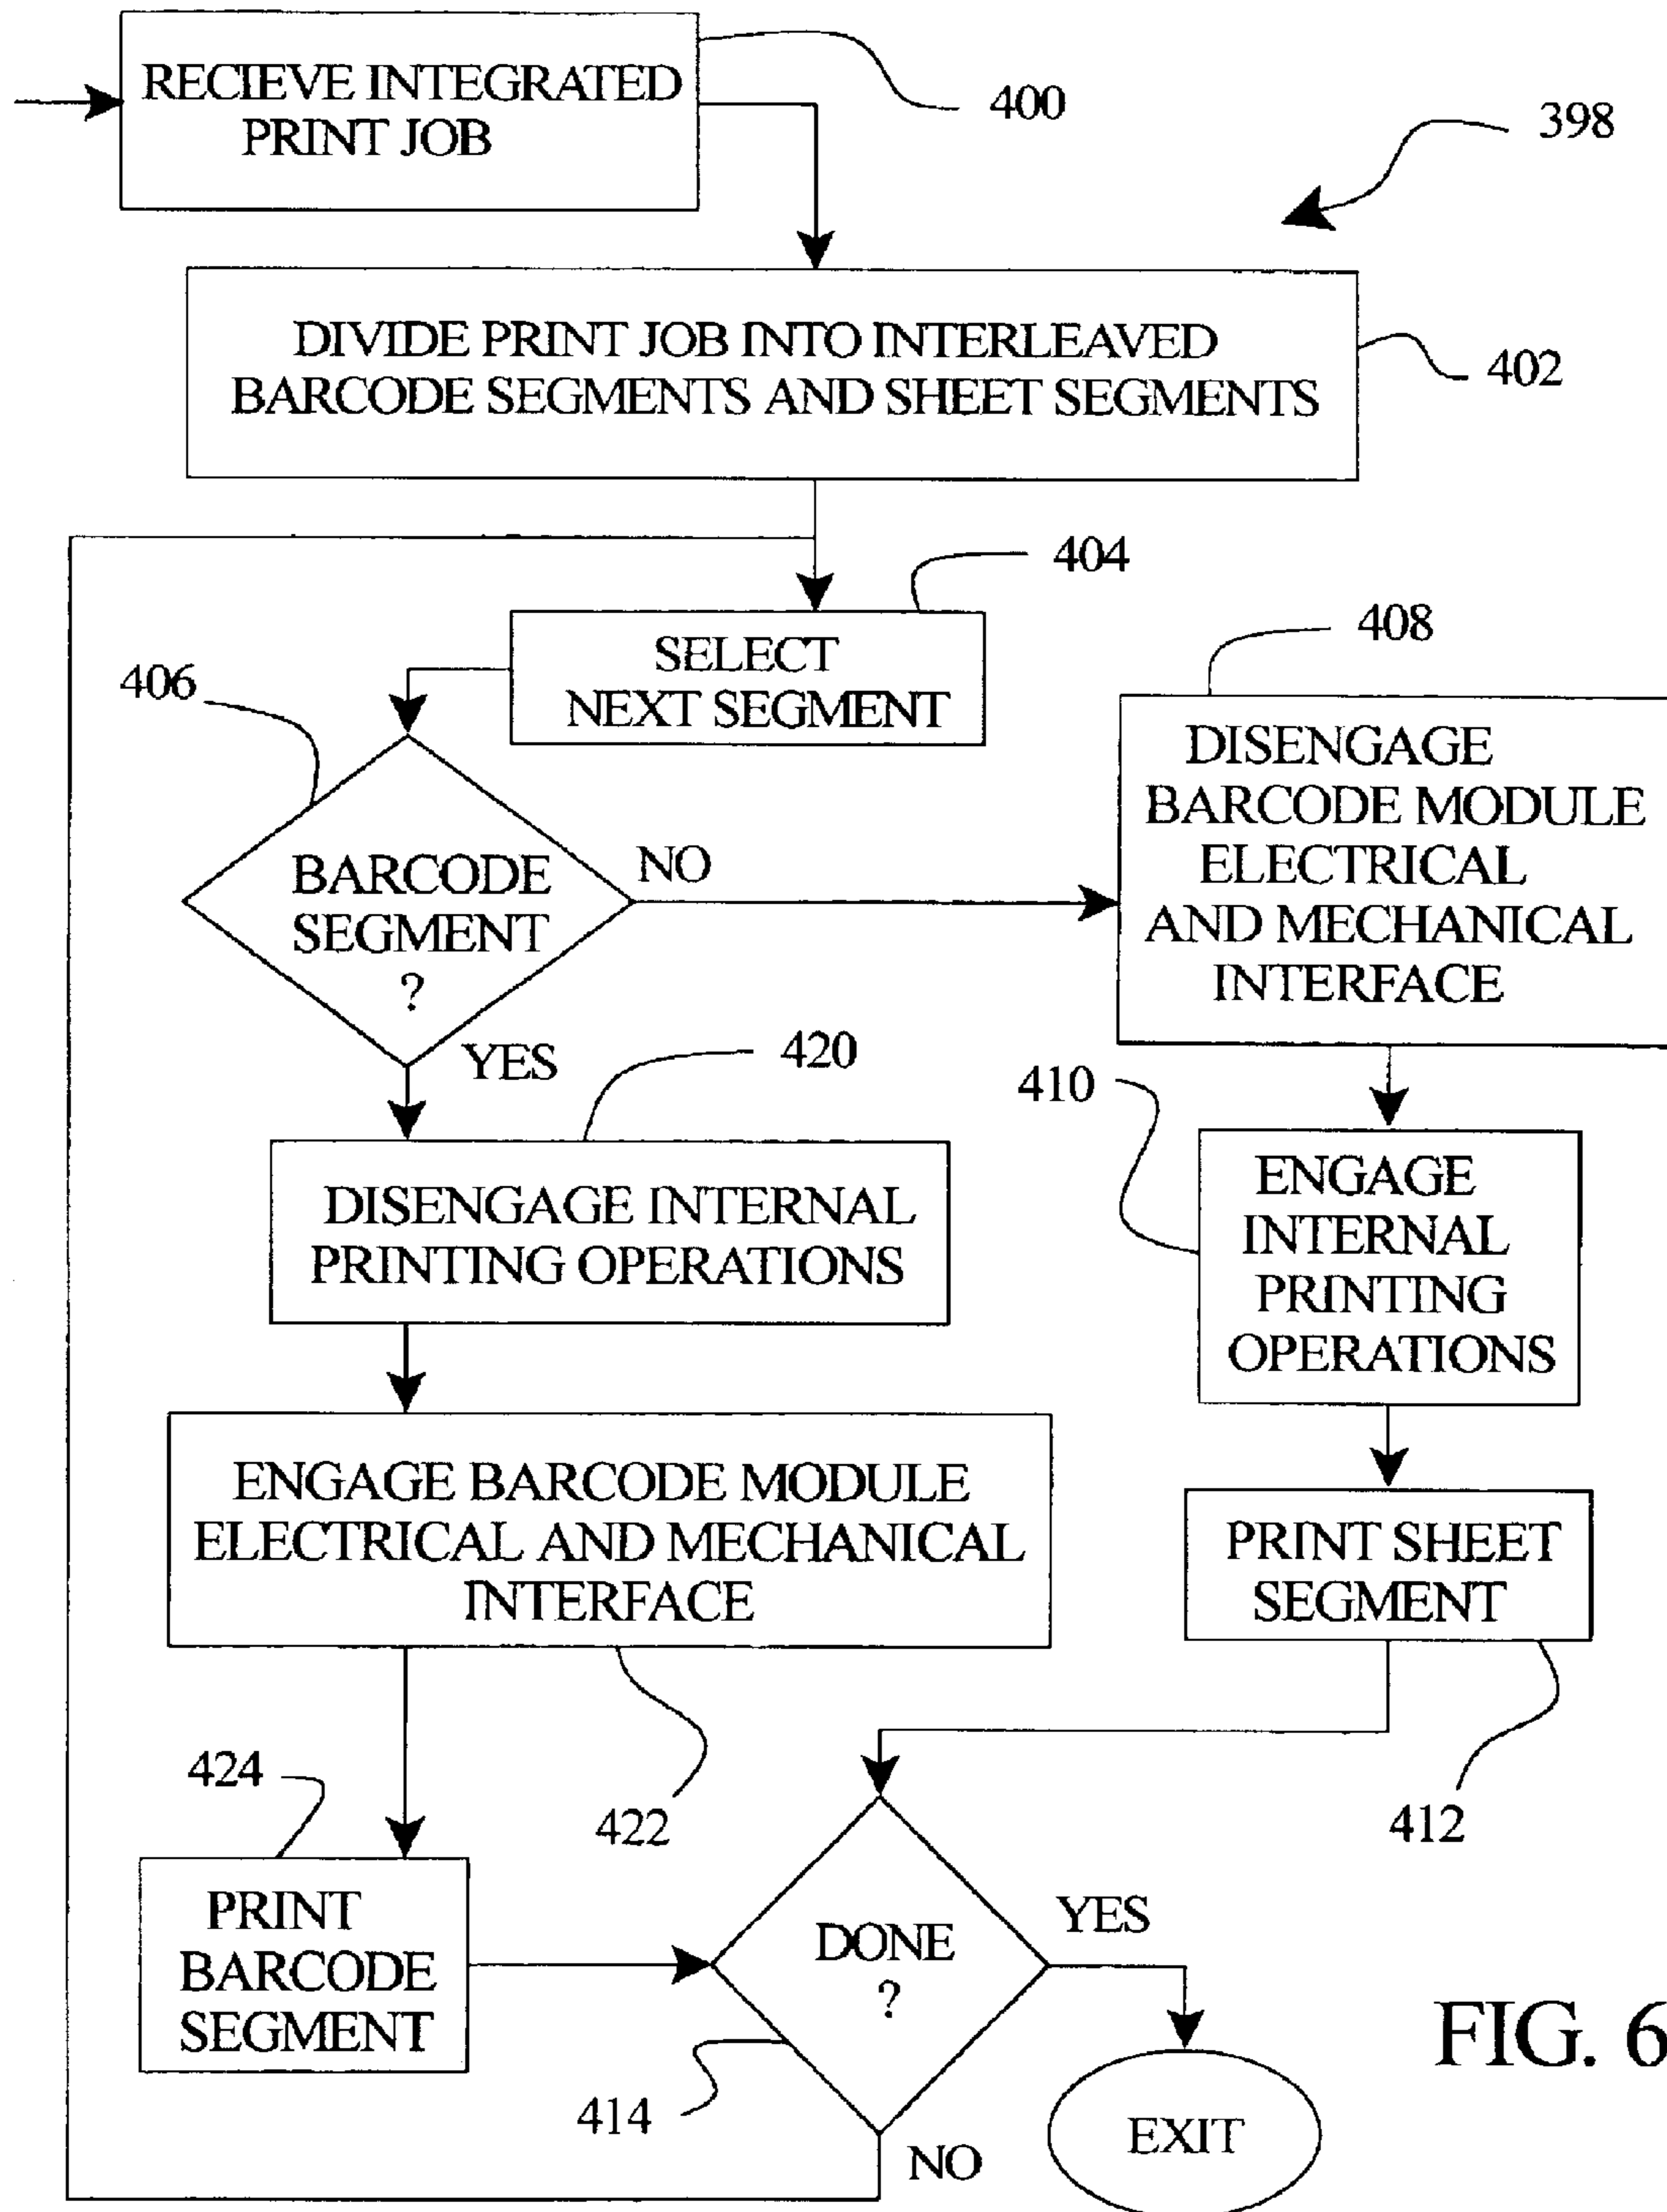 RECIEVE INTEGRATED
PRINT JOB
400
398
DIVIDE PRINT JOB INTO INTERLEAVED
BARCODE SEGMENTS AND SHEET SEGMENTS
402
404
SELECT
NEXT SEGMENT
406
BARCODE
SEGMENT
?
NO
YES
408
DISENGAGE
BARCODE MODULE
ELECTRICAL
AND MECHANICAL
INTERFACE
410
ENGAGE
INTERNAL
PRINTING
OPERATIONS
PRINT SHEET
SEGMENT
412
420
DISENGAGE INTERNAL
PRINTING OPERATIONS
ENGAGE BARCODE MODULE
ELECTRICAL AND MECHANICAL
INTERFACE
422
424
PRINT
BARCODE
SEGMENT
DONE
?
YES
414
NO
EXIT
FIG. 6